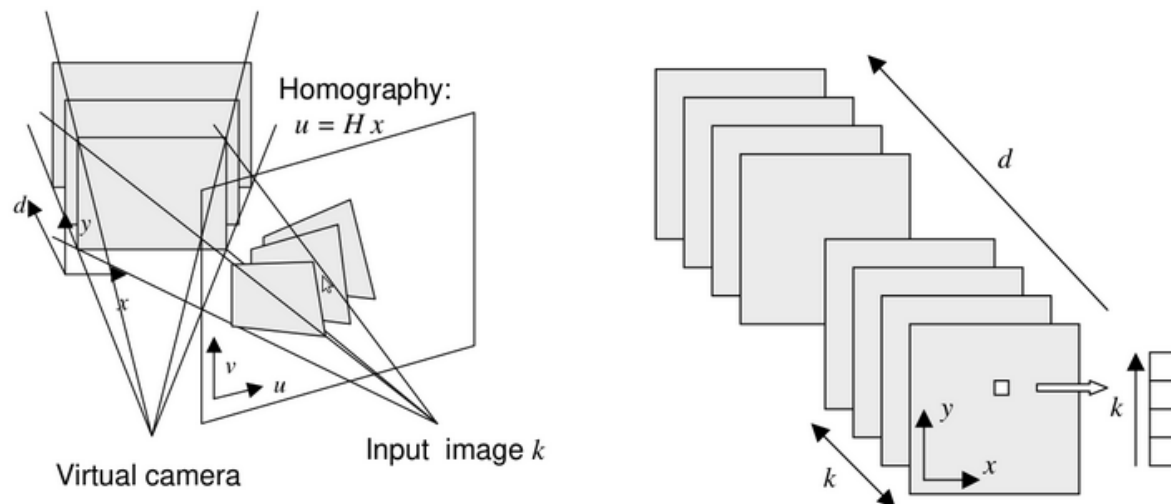 Homography:
u = H x
d
y
x
v
u
Virtual camera
Input image k
d
y
x
k
k